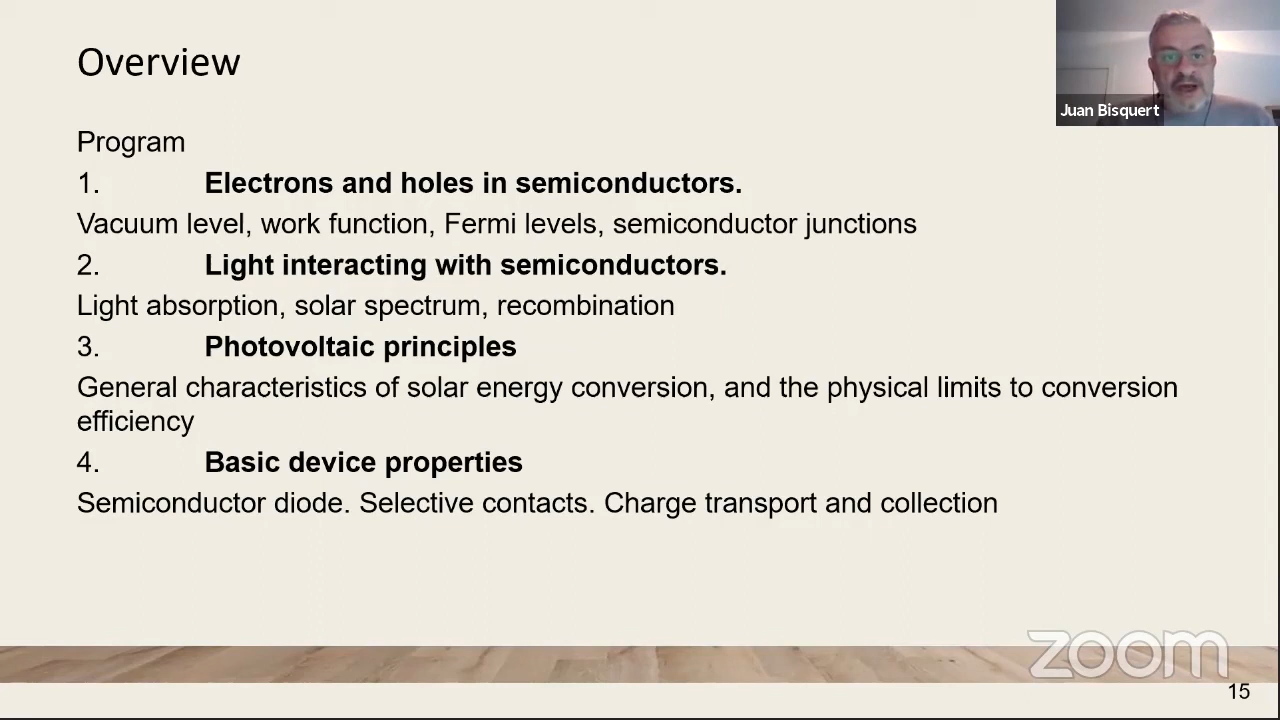 Overview
Juan Bisquert
Program
1. Electrons and holes in semiconductors.
Vacuum level, work function, Fermi levels, semiconductor junctions
2. Light interacting with semiconductors.
Light absorption, solar spectrum, recombination
3. Photovoltaic principles
General characteristics of solar energy conversion, and the physical limits to conversion
efficiency
4. Basic device properties
Semiconductor diode. Selective contacts. Charge transport and collection
zoom
15